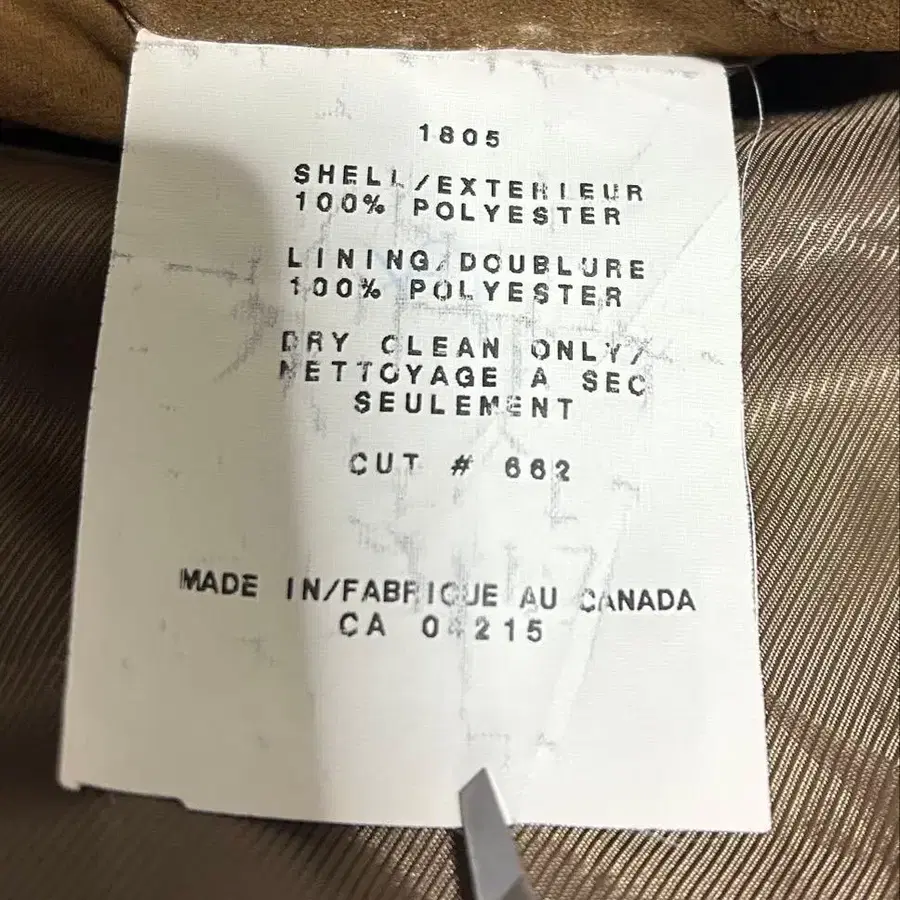 1805
SHELL/EXTERIEUR
100% POLYESTER
LINING/DOUBLURE
100% POLYESTER
DRY CLEAN ONLY/
NETTOYAGE A SEC
SEULEMENT
CUT # 662
MADE IN/FABRIQUE AU CANADA
CA